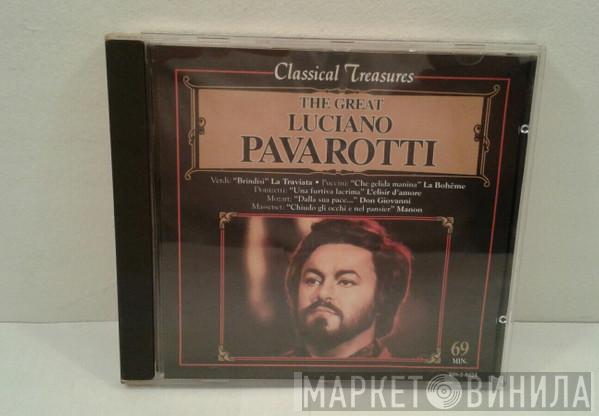 Classical Treasures
THE GREAT
LUCIANO
PAVAROTTI
Verdi: "Brindisi" La Traviata • Puccini: "Che gelida manina" La Bohème
Donizetti: "Una furtiva lacrima" L'elisir d'amore
Mozart: "Dalla sua pace..." Don Giovanni
Massenet: "Chiudo gli occhi e nel pansier" Manon
69
MIN.
МАРКЕТ ВИНИЛА